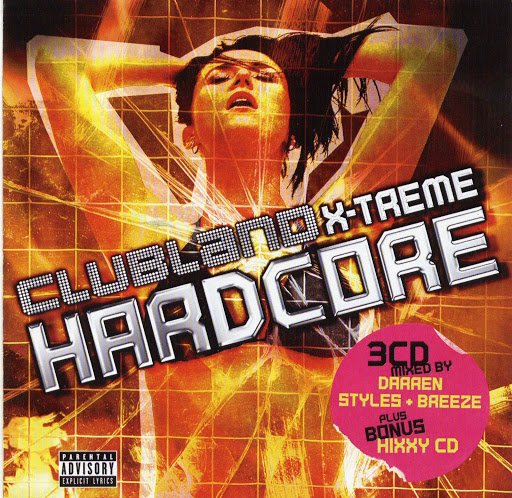 CLUBLAND X-TREME
HARDCORE
3CD
MIXED BY
DARREN
STYLES + BREEZE
PLUS
BONUS
HIXXY CD
PARENTAL
ADVISORY
EXPLICIT LYRICS